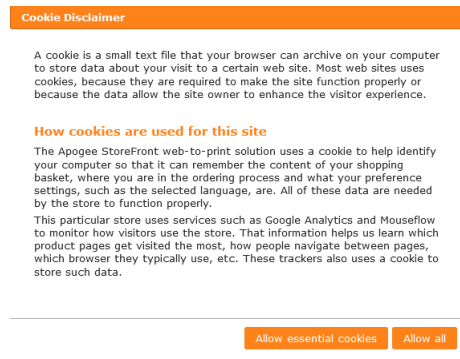 Cookie Disclaimer
A cookie is a small text file that your browser can archive on your computer
to store data about your visit to a certain web site. Most web sites uses
cookies, because they are required to make the site function properly or
because the data allow the site owner to enhance the visitor experience.
How cookies are used for this site
The Apogee StoreFront web-to-print solution uses a cookie to help identify
your computer so that it can remember the content of your shopping
basket, where you are in the ordering process and what your preference
settings, such as the selected language, are. All of these data are needed
by the store to function properly.
This particular store uses services such as Google Analytics and Mouseflow
to monitor how visitors use the store. That information helps us learn which
product pages get visited the most, how people navigate between pages,
which browser they typically use, etc. These trackers also uses a cookie to
store such data.
Allow essential cookies Allow all